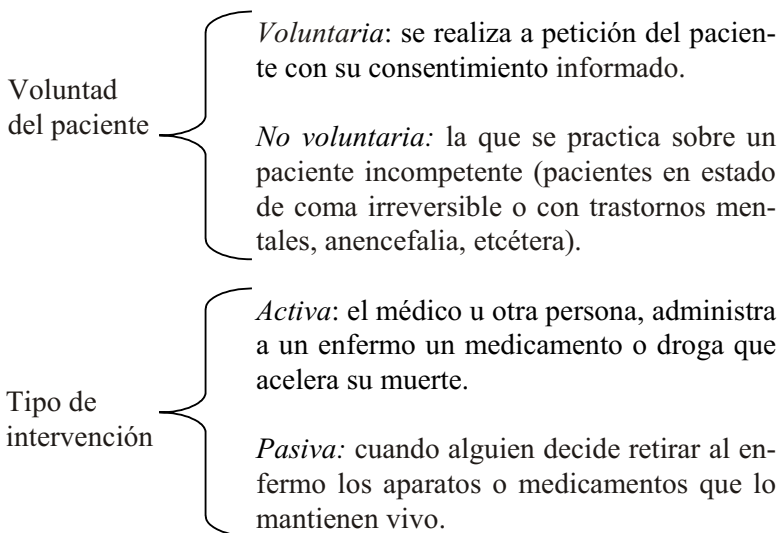 Voluntad
del paciente
Voluntaria: se realiza a petición del pacien-
te con su consentimiento informado.
No voluntaria: la que se practica sobre un
paciente incompetente (pacientes en estado
de coma irreversible o con trastornos men-
tales, anencefalia, etcétera).
Tipo de
intervención
Activa: el médico u otra persona, administra
a un enfermo un medicamento o droga que
acelera su muerte.
Pasiva: cuando alguien decide retirar al en-
fermo los aparatos o medicamentos que lo
mantienen vivo.